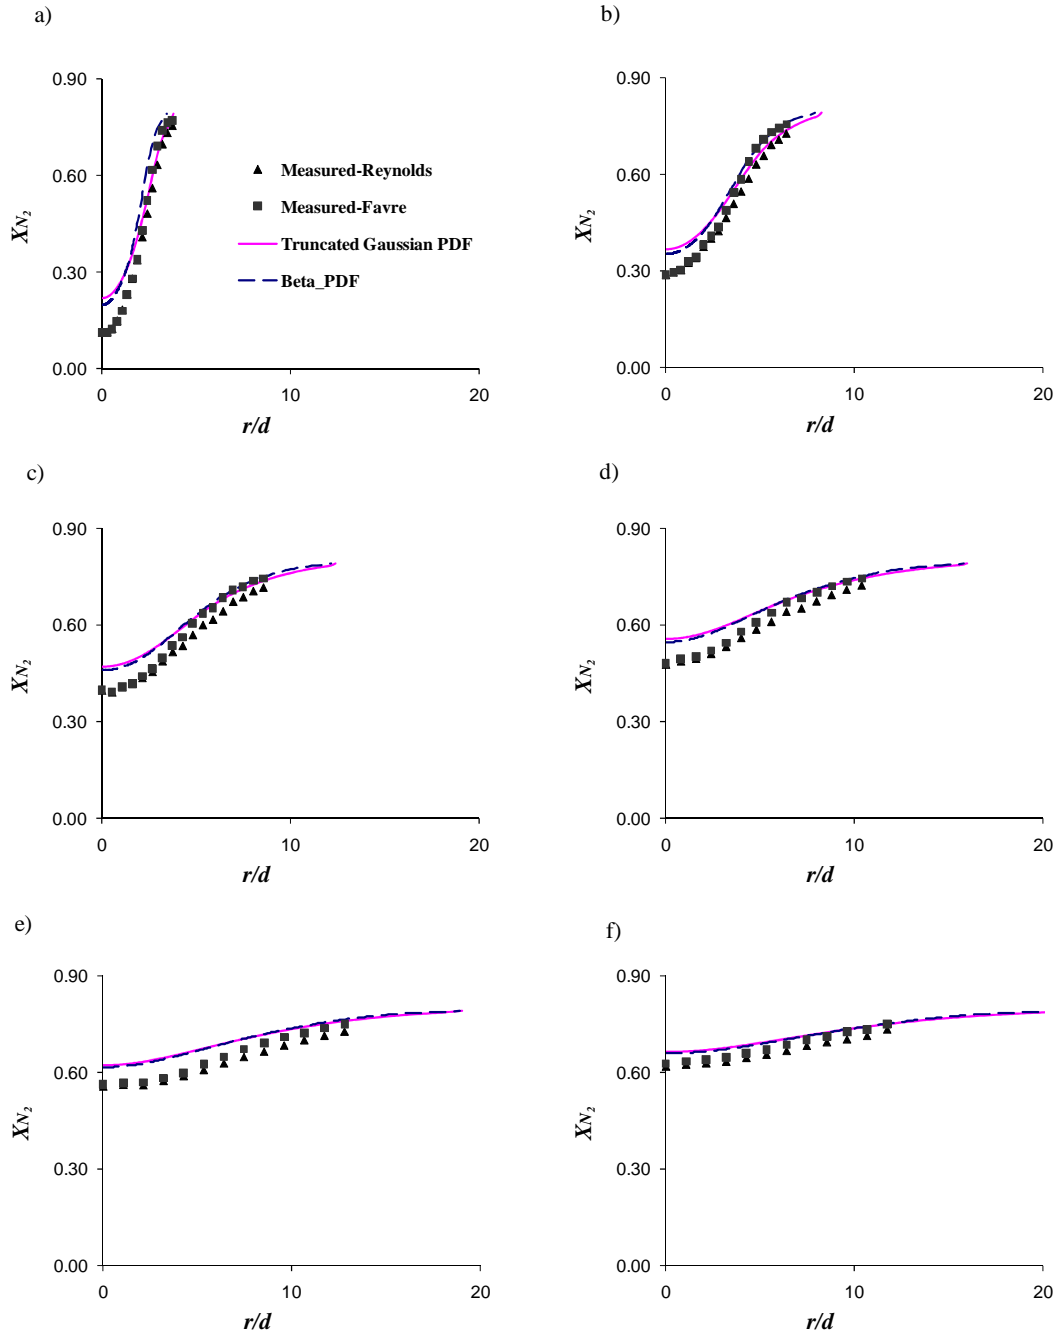 a)
0.90
0.60
0.30
0.00
X_{N_2}
0 10 20
r/d
Measured-Reynolds
Measured-Favre
Truncated Gaussian PDF
Beta_PDF
b)
0.90
0.60
0.30
0.00
X_{N_2}
0 10 20
r/d
c)
0.90
0.60
0.30
0.00
X_{N_2}
0 10 20
r/d
d)
0.90
0.60
0.30
0.00
X_{N_2}
0 10 20
r/d
e)
0.90
0.60
0.30
0.00
X_{N_2}
0 10 20
r/d
f)
0.90
0.60
0.30
0.00
X_{N_2}
0 10 20
r/d